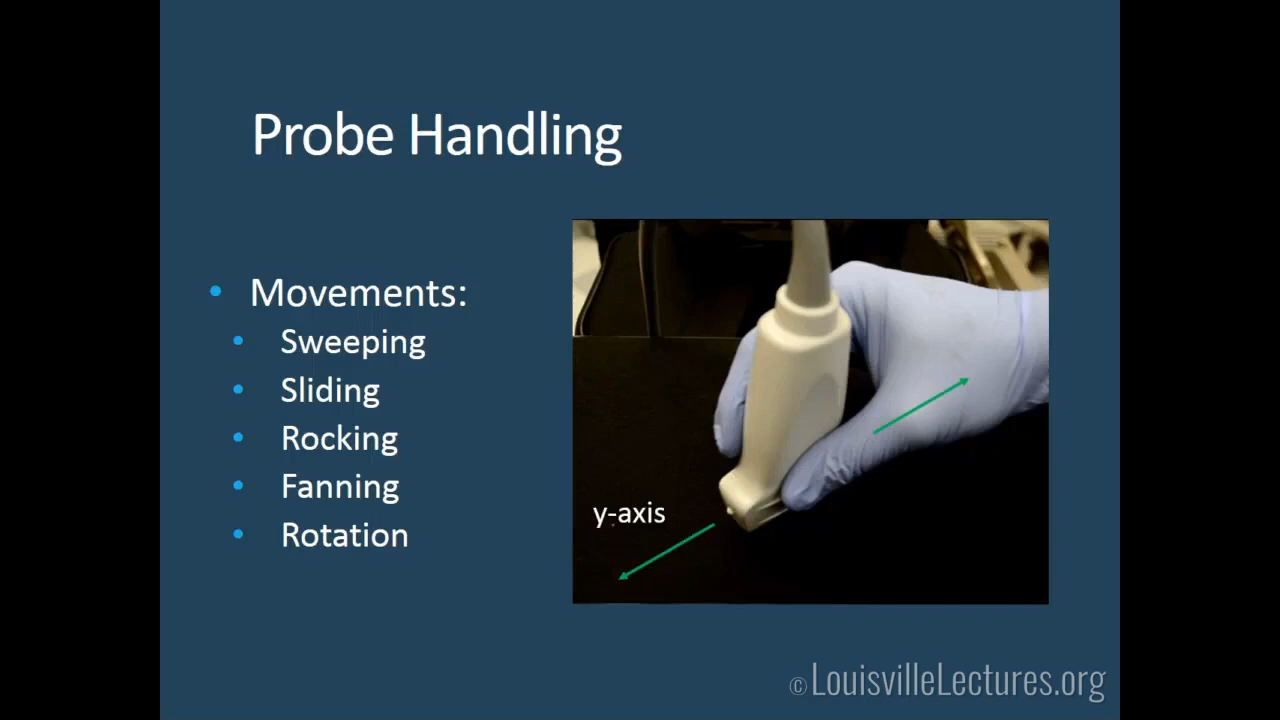 Probe Handling
• Movements:
• Sweeping
• Sliding
• Rocking
• Fanning
• Rotation
y-axis
© LouisvilleLectures.org